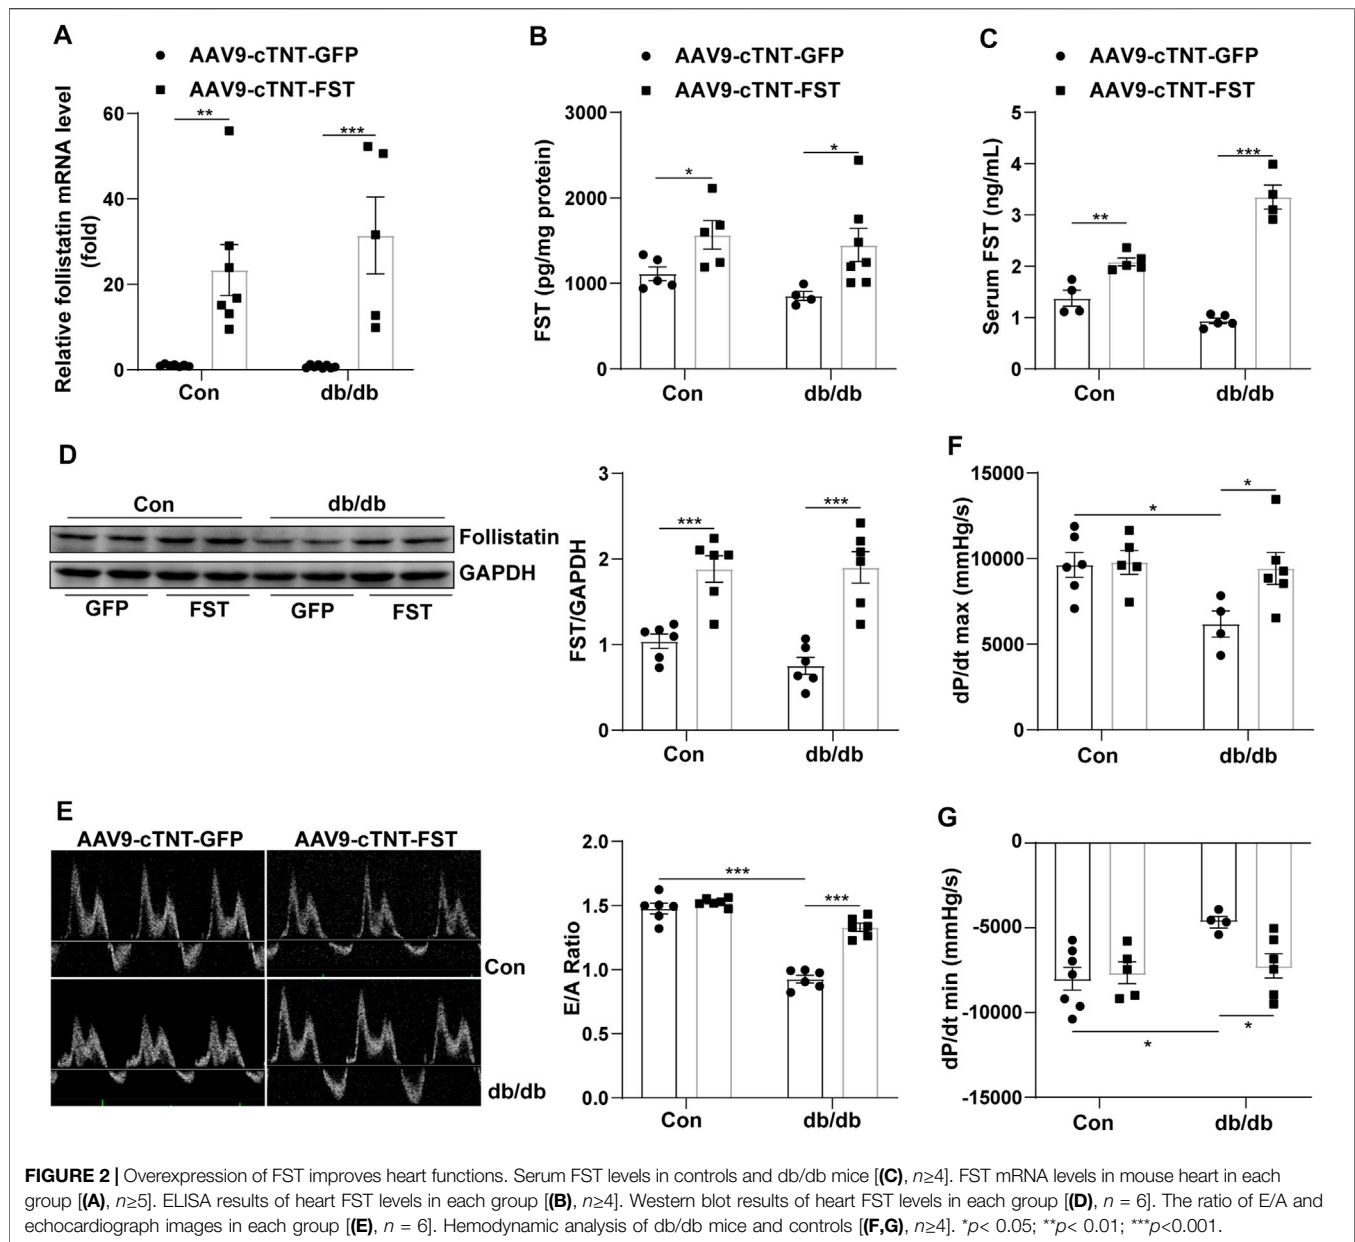 A
AAV9-cTNT-GFP
AAV9-cTNT-FST
Relative follistatin mRNA level
(fold)
60
40
20
0
**
***
Con
db/db
B
AAV9-cTNT-GFP
AAV9-cTNT-FST
FST (pg/mg protein)
3000
2000
1000
0
*
*
Con
db/db
C
AAV9-cTNT-GFP
AAV9-cTNT-FST
Serum FST (ng/mL)
5
4
3
2
1
0
**
***
Con
db/db
D
Con
db/db
Follistatin
GAPDH
GFP
FST
GFP
FST
FST/GAPDH
3
2
1
0
***
***
Con
db/db
F
dP/dt max (mmHg/s)
15000
10000
5000
0
*
*
Con
db/db
E
AAV9-cTNT-GFP
AAV9-cTNT-FST
Con
db/db
E/A Ratio
2.0
1.5
1.0
0.5
0.0
***
***
Con
db/db
G
dP/dt min (mmHg/s)
0
-5000
-10000
-15000
*
*
Con
db/db
FIGURE 2 | Overexpression of FST improves heart functions. Serum FST levels in controls and db/db mice [(C), n≥4]. FST mRNA levels in mouse heart in each
group [(A), n≥5]. ELISA results of heart FST levels in each group [(B), n≥4]. Western blot results of heart FST levels in each group [(D), n = 6]. The ratio of E/A and
echocardiograph images in each group [(E), n = 6]. Hemodynamic analysis of db/db mice and controls [(F,G), n≥4]. *p< 0.05; **p< 0.01; ***p<0.001.